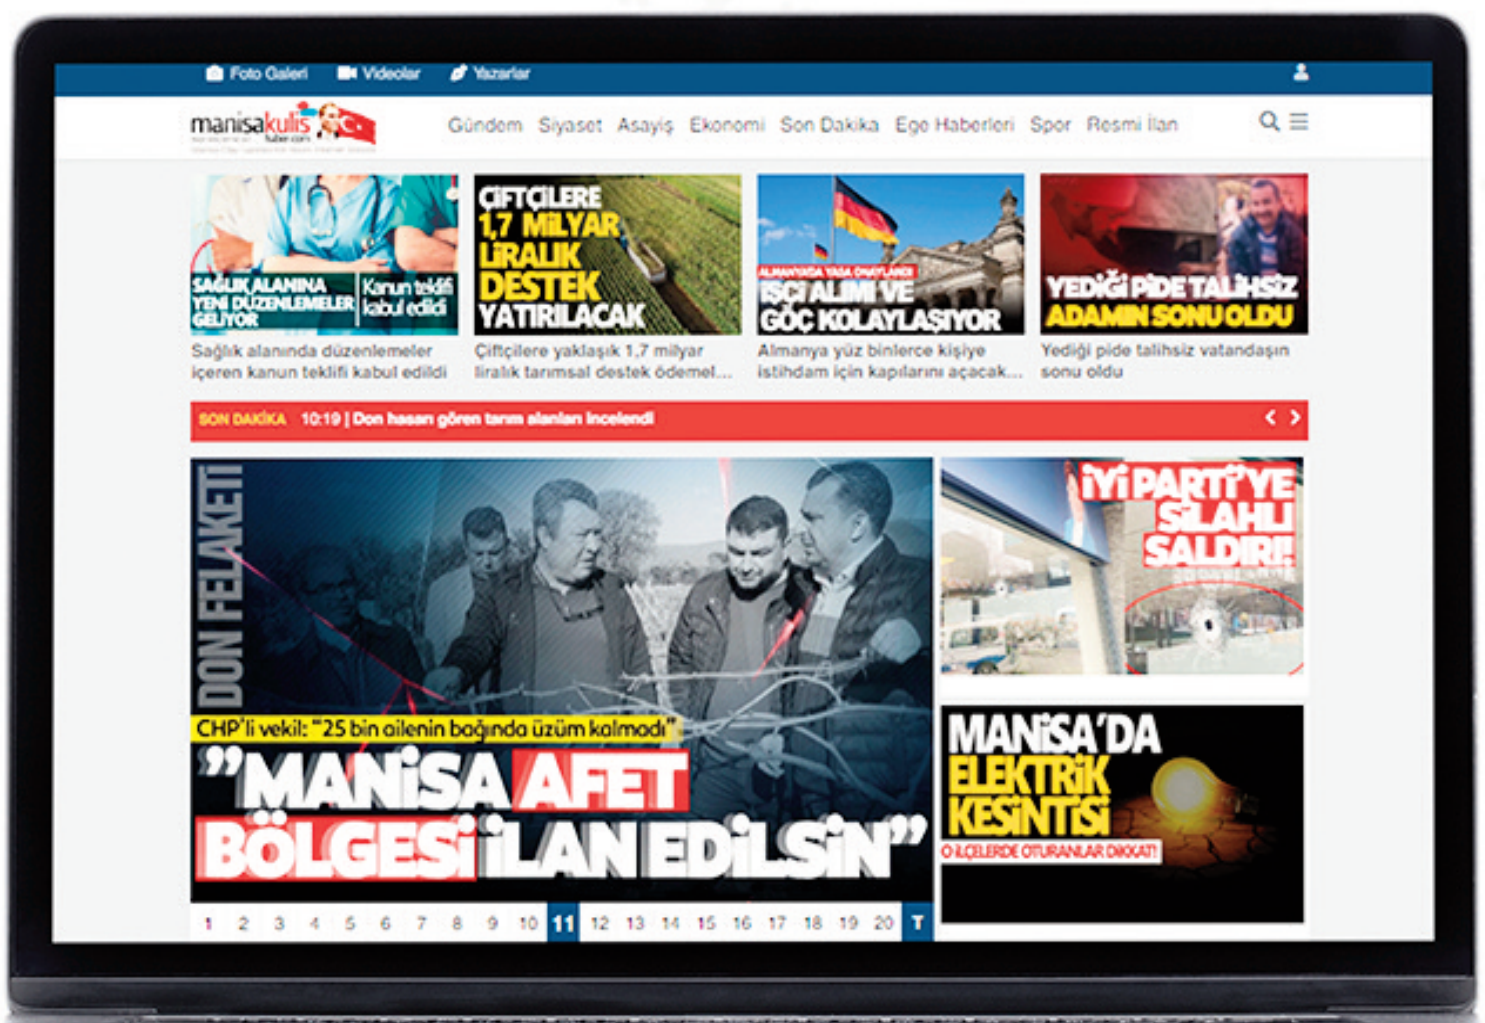 Foto Galeri Videolar Yazarlar
manisakulis
haber.com
Gündem Siyaset Asayiş Ekonomi Son Dakika Ege Haberleri Spor Resmi İlan
SAĞLIK ALANINA
YENİ DÜZENLEMELER
GELİYOR
Kanun teklifi
kabul edildi
Sağlık alanında düzenlemeler
içeren kanun teklifi kabul edildi
ÇİFTÇİLERE
1,7 MİLYAR
LİRALIK
DESTEK
YATIRILACAK
Çiftçilere yaklaşık 1,7 milyar
liralık tarımsal destek ödemel...
ALMANYA'DA YASA ONAYLANDI
İŞÇİ ALIMI VE
GÖÇ KOLAYLAŞIYOR
Almanya yüz binlerce kişiye
istihdam için kapılarını açacak...
YEDİĞİ PİDE TALİHSİZ
ADAMIN SONU OLDU
Yediği pide talihsiz vatandaşın
sonu oldu
SON DAKİKA 10:19 | Don hasarı gören tarım alanları incelendi
DON FELAKETİ
CHP'li vekil: "25 bin ailenin bağında üzüm kalmadı"
"MANİSA AFET
BÖLGESİ İLAN EDİLSİN"
1 2 3 4 5 6 7 8 9 10 11 12 13 14 15 16 17 18 19 20 T
İYİ PARTİ'YE
SİLAHLI
SALDIRI!
MANİSA'DA
ELEKTRİK
KESİNTİSİ
O İLÇELERDE OTURANLAR DİKKAT!